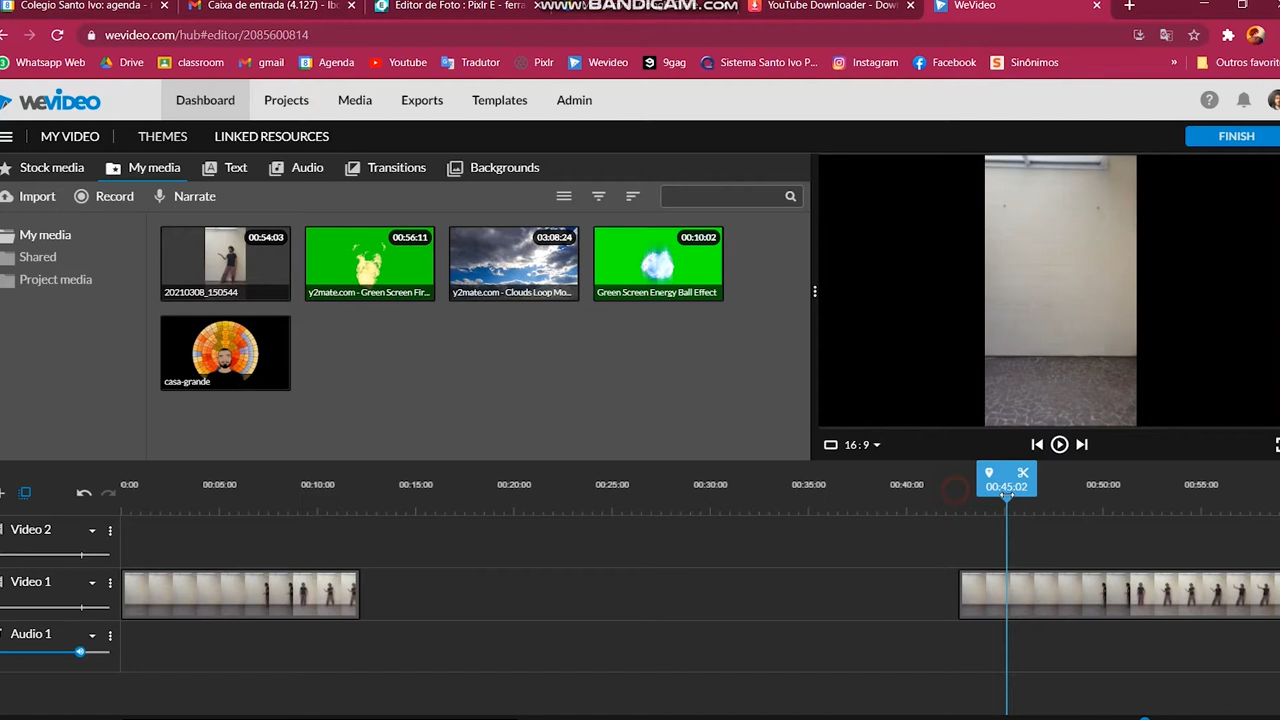 Colegio Santo Ivo: agenda -
Caixa de entrada (4.127) - Ibo
Editor de Foto : Pixlr E - ferra
WWW.BANDICAM.COM
YouTube Downloader - Down
WeVideo
wevideo.com/hub#editor/2085600814
Whatsapp Web
Drive
classroom
gmail
Agenda
Youtube
Tradutor
Pixlr
Wevideo
9gag
Sistema Santo Ivo P...
Instagram
Facebook
Sinônimos
»
Outros favorit
WEVIDEO
Dashboard
Projects
Media
Exports
Templates
Admin
MY VIDEO
THEMES
LINKED RESOURCES
FINISH
Stock media
My media
Text
Audio
Transitions
Backgrounds
Import
Record
Narrate
My media
Shared
Project media
00:54:03
20210308_150544
00:56:11
y2mate.com - Green Screen Fir...
03:08:24
y2mate.com - Clouds Loop Mo...
00:10:02
Green Screen Energy Ball Effect
casa-grande
16:9
0:00
00:05:00
00:10:00
00:15:00
00:20:00
00:25:00
00:30:00
00:35:00
00:40:00
00:45:02
00:50:00
00:55:00
Video 2
Video 1
Audio 1